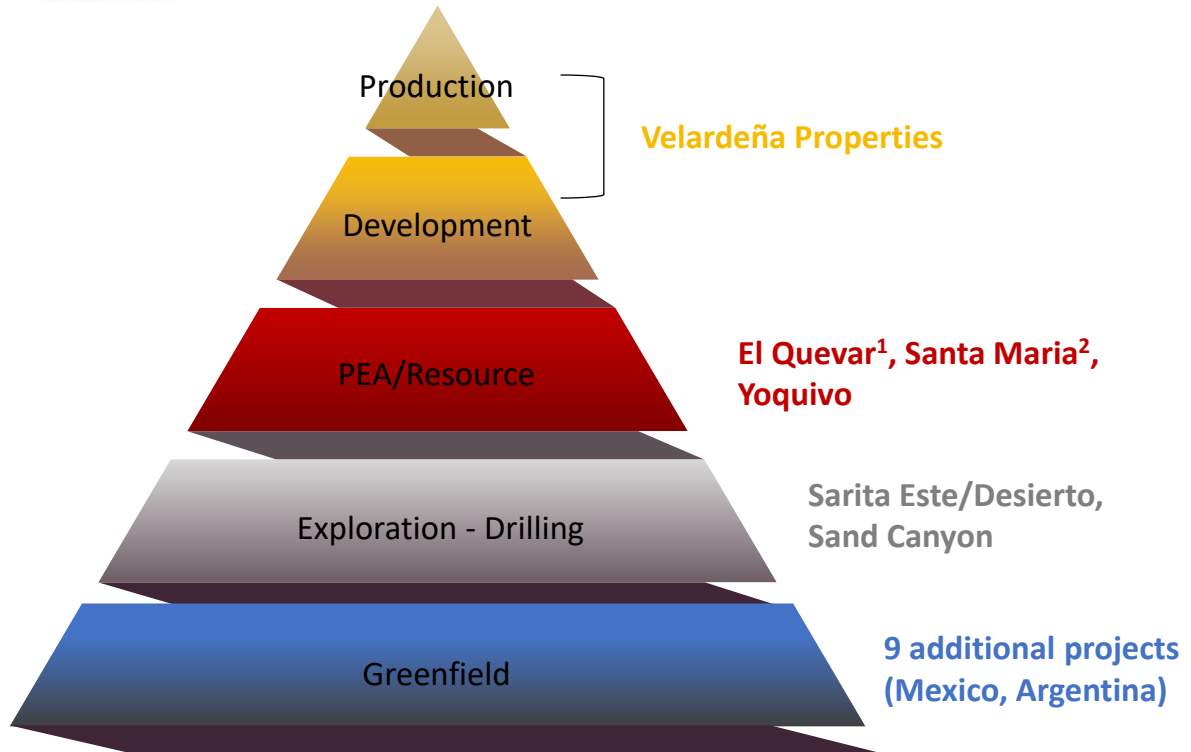 Production
Velardeña Properties
Development
PEA/Resource
El Quevar¹, Santa Maria²,
Yoquivo
Exploration - Drilling
Sarita Este/Desierto,
Sand Canyon
Greenfield
9 additional projects
(Mexico, Argentina)